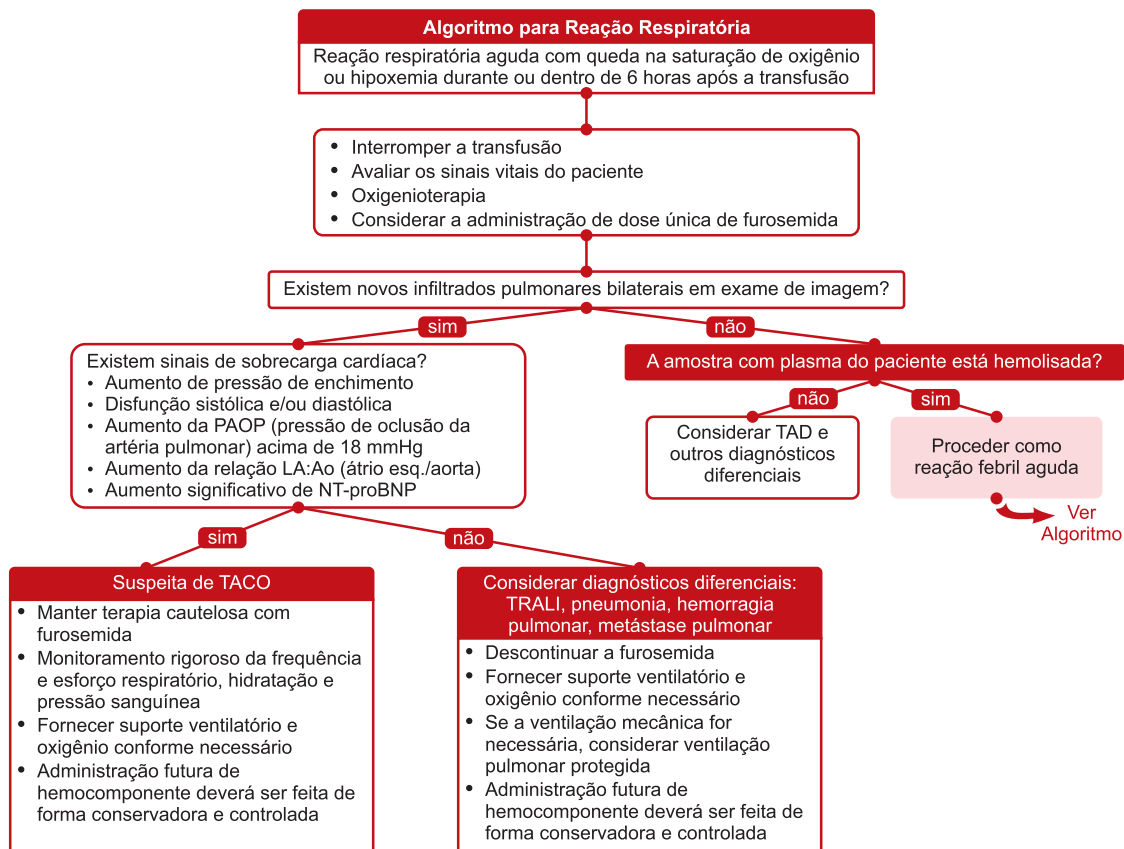 Algoritmo para Reação Respiratória
Reação respiratória aguda com queda na saturação de oxigênio
ou hipoxemia durante ou dentro de 6 horas após a transfusão
• Interromper a transfusão
• Avaliar os sinais vitais do paciente
• Oxigenioterapia
• Considerar a administração de dose única de furosemida
Existem novos infiltrados pulmonares bilaterais em exame de imagem?
sim
não
Existem sinais de sobrecarga cardíaca?
• Aumento de pressão de enchimento
• Disfunção sistólica e/ou diastólica
• Aumento da PAOP (pressão de oclusão da
artéria pulmonar) acima de 18 mmHg
• Aumento da relação LA:Ao (átrio esq./aorta)
• Aumento significativo de NT-proBNP
A amostra com plasma do paciente está hemolisada?
não
sim
Considerar TAD e
outros diagnósticos
diferenciais
Proceder como
reação febril aguda
Ver
Algoritmo
sim
não
Suspeita de TACO
• Manter terapia cautelosa com
furosemida
• Monitoramento rigoroso da frequência
e esforço respiratório, hidratação e
pressão sanguínea
• Fornecer suporte ventilatório e
oxigênio conforme necessário
• Administração futura de
hemocomponente deverá ser feita de
forma conservadora e controlada
Considerar diagnósticos diferenciais:
TRALI, pneumonia, hemorragia
pulmonar, metástase pulmonar
• Descontinuar a furosemida
• Fornecer suporte ventilatório e
oxigênio conforme necessário
• Se a ventilação mecânica for
necessária, considerar ventilação
pulmonar protegida
• Administração futura de
hemocomponente deverá ser feita de
forma conservadora e controlada